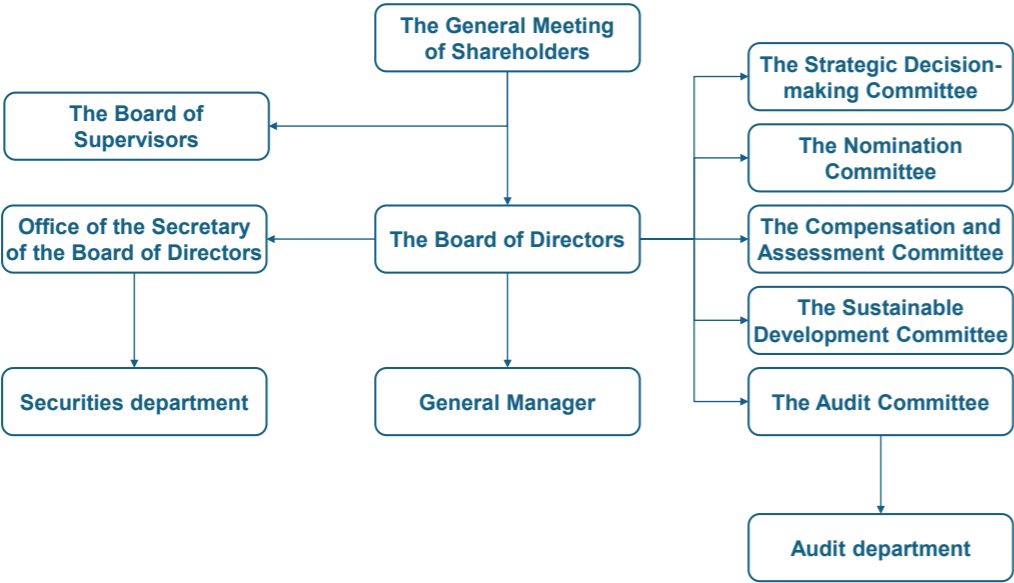 The General Meeting
of Shareholders
The Strategic Decision-
making Committee
The Board of
Supervisors
The Nomination
Committee
Office of the Secretary
of the Board of Directors
The Board of Directors
The Compensation and
Assessment Committee
The Sustainable
Development Committee
Securities department
General Manager
The Audit Committee
Audit department